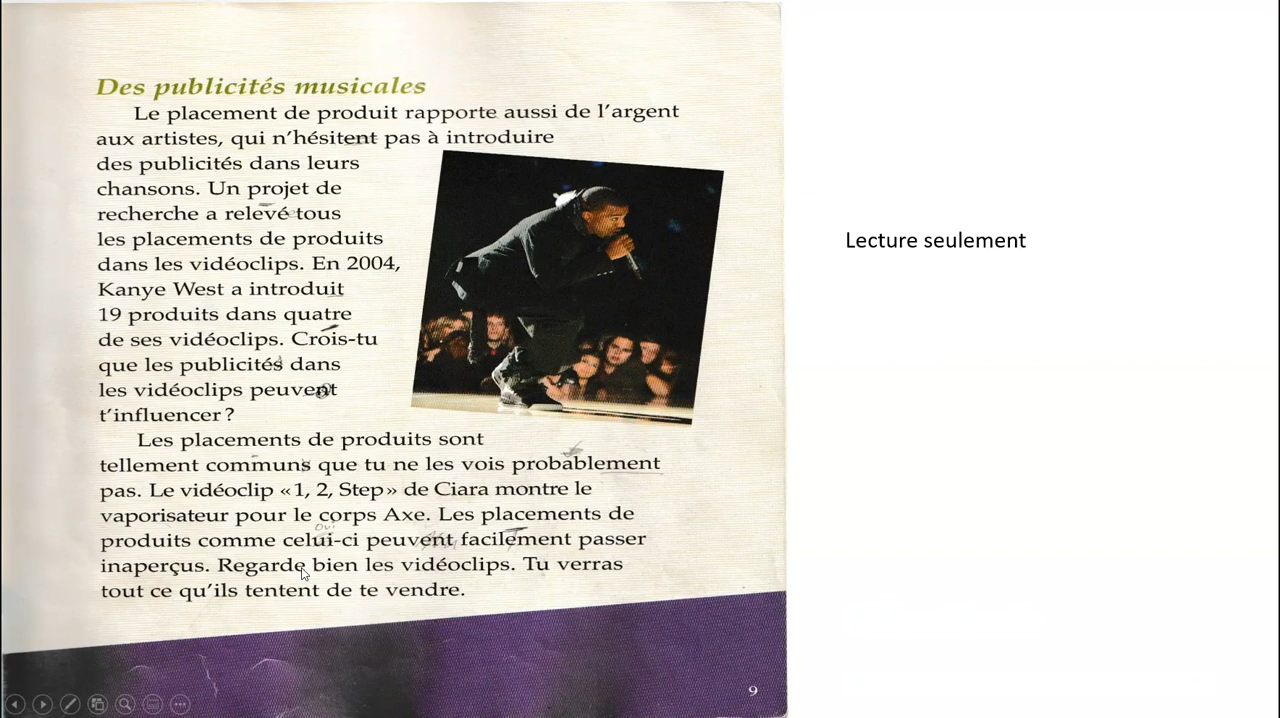 Des publicités musicales
Le placement de produit rapporte aussi de l'argent
aux artistes, qui n'hésitent pas à introduire
des publicités dans leurs
chansons. Un projet de
recherche a relevé tous
les placements de produits
dans les vidéoclips. En 2004,
Kanye West a introduit
19 produits dans quatre
de ses vidéoclips. Crois-tu
que les publicités dans
les vidéoclips peuvent
t'influencer ?
Les placements de produits sont
tellement communs que tu ne les vois probablement
pas. Le vidéoclip « 1, 2, Step » de Ciara montre le
vaporisateur pour le corps Axe. Les placements de
produits comme celui-ci peuvent facilement passer
inaperçus. Regarde bien les vidéoclips. Tu verras
tout ce qu'ils tentent de te vendre.
9
Lecture seulement